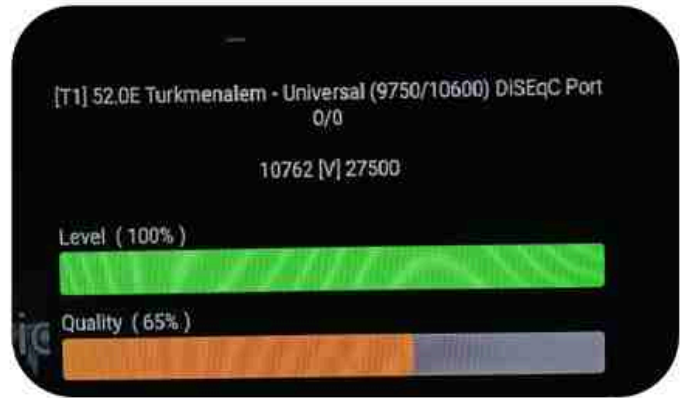 [T1] 52.0E Turkmenalem - Universal (9750/10600) DiSEqC Port
0/0
10762 [V] 27500
Level ( 100% )
Quality ( 65% )